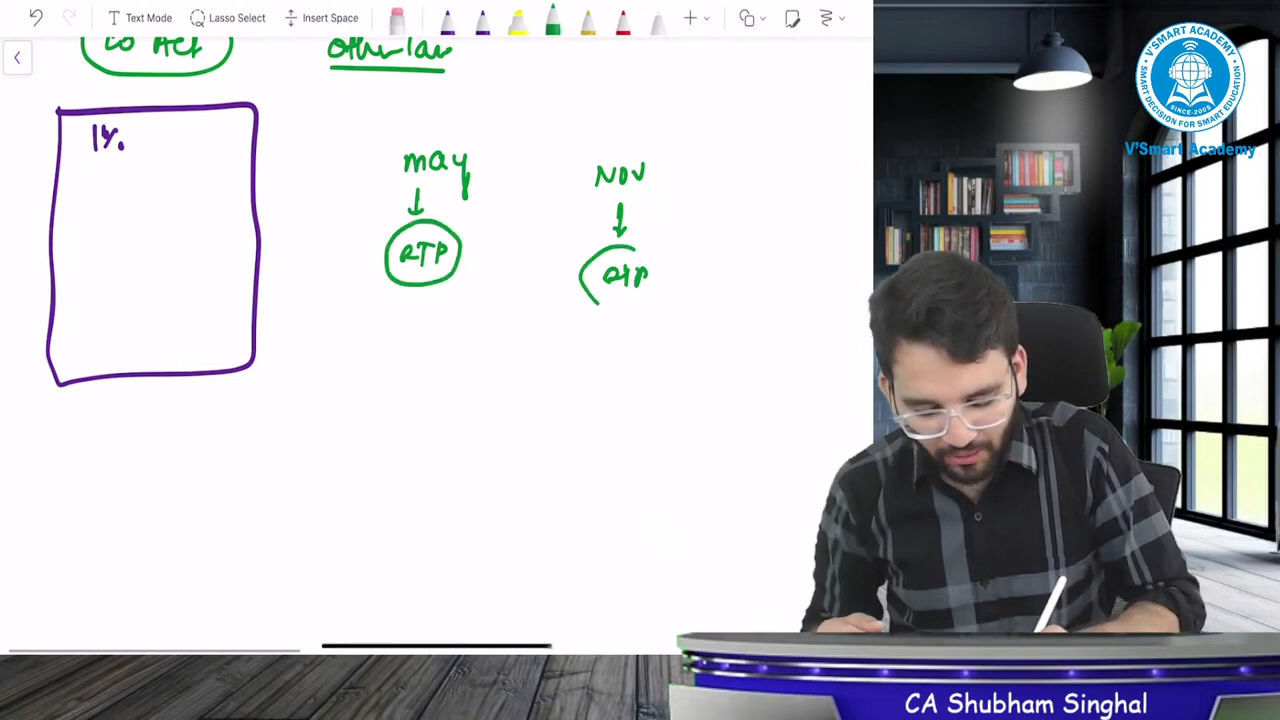 Text Mode Lasso Select Insert Space
Co Act
Other law
1%.
may
Nov
RTP
RTP
V'SMART ACADEMY
SMART DECISION FOR SMART EDUCATION
SINCE-2008
V'Smart Academy
CA Shubham Singhal